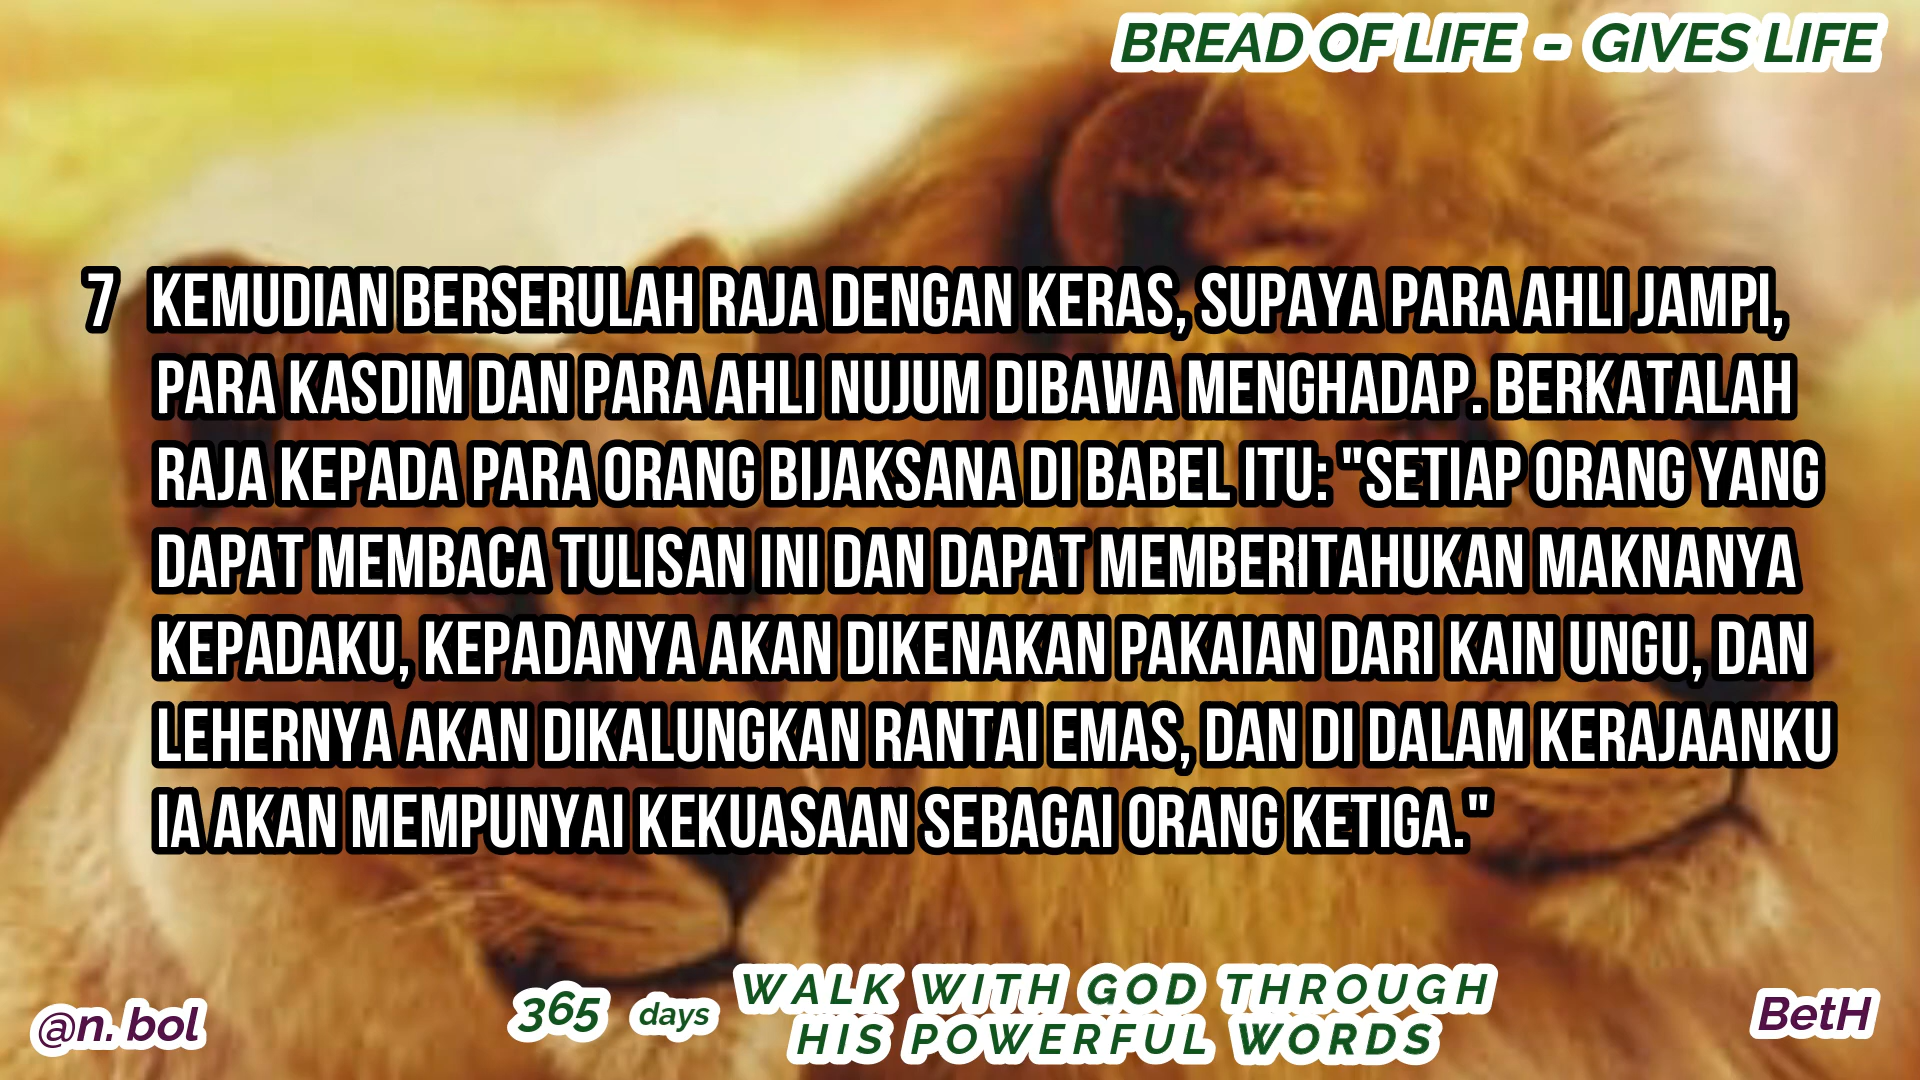 BREAD OF LIFE - GIVES LIFE
7 KEMUDIAN BERSERULAH RAJA DENGAN KERAS, SUPAYA PARA AHLI JAMPI,
PARA KASDIM DAN PARA AHLI NUJUM DIBAWA MENGHADAP. BERKATALAH
RAJA KEPADA PARA ORANG BIJAKSANA DI BABEL ITU: "SETIAP ORANG YANG
DAPAT MEMBACA TULISAN INI DAN DAPAT MEMBERITAHUKAN MAKNANYA
KEPADAKU, KEPADANYA AKAN DIKENAKAN PAKAIAN DARI KAIN UNGU, DAN
LEHERNYA AKAN DIKALUNGKAN RANTAI EMAS, DAN DI DALAM KERAJAANKU
IA AKAN MEMPUNYAI KEKUASAAN SEBAGAI ORANG KETIGA."
@n. bol
365 days
WALK WITH GOD THROUGH
HIS POWERFUL WORDS
BetH